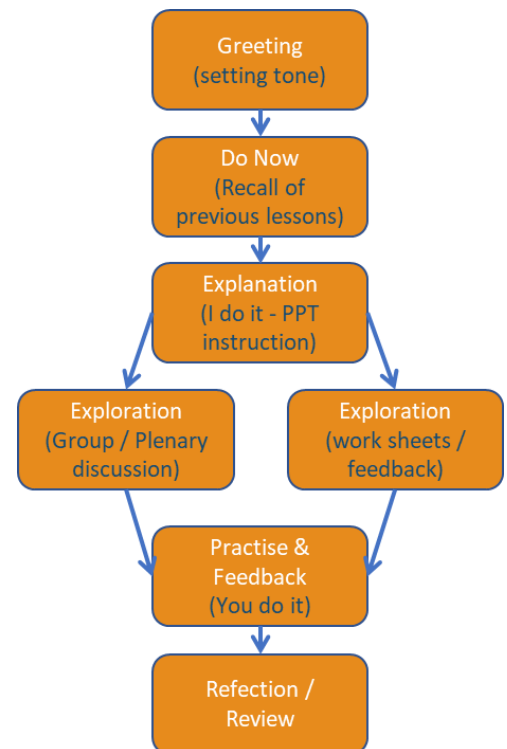 Greeting
(setting tone)
Do Now
(Recall of
previous lessons)
Explanation
(I do it - PPT
instruction)
Exploration
(Group / Plenary
discussion)
Exploration
(work sheets /
feedback)
Practise &
Feedback
(You do it)
Refection /
Review